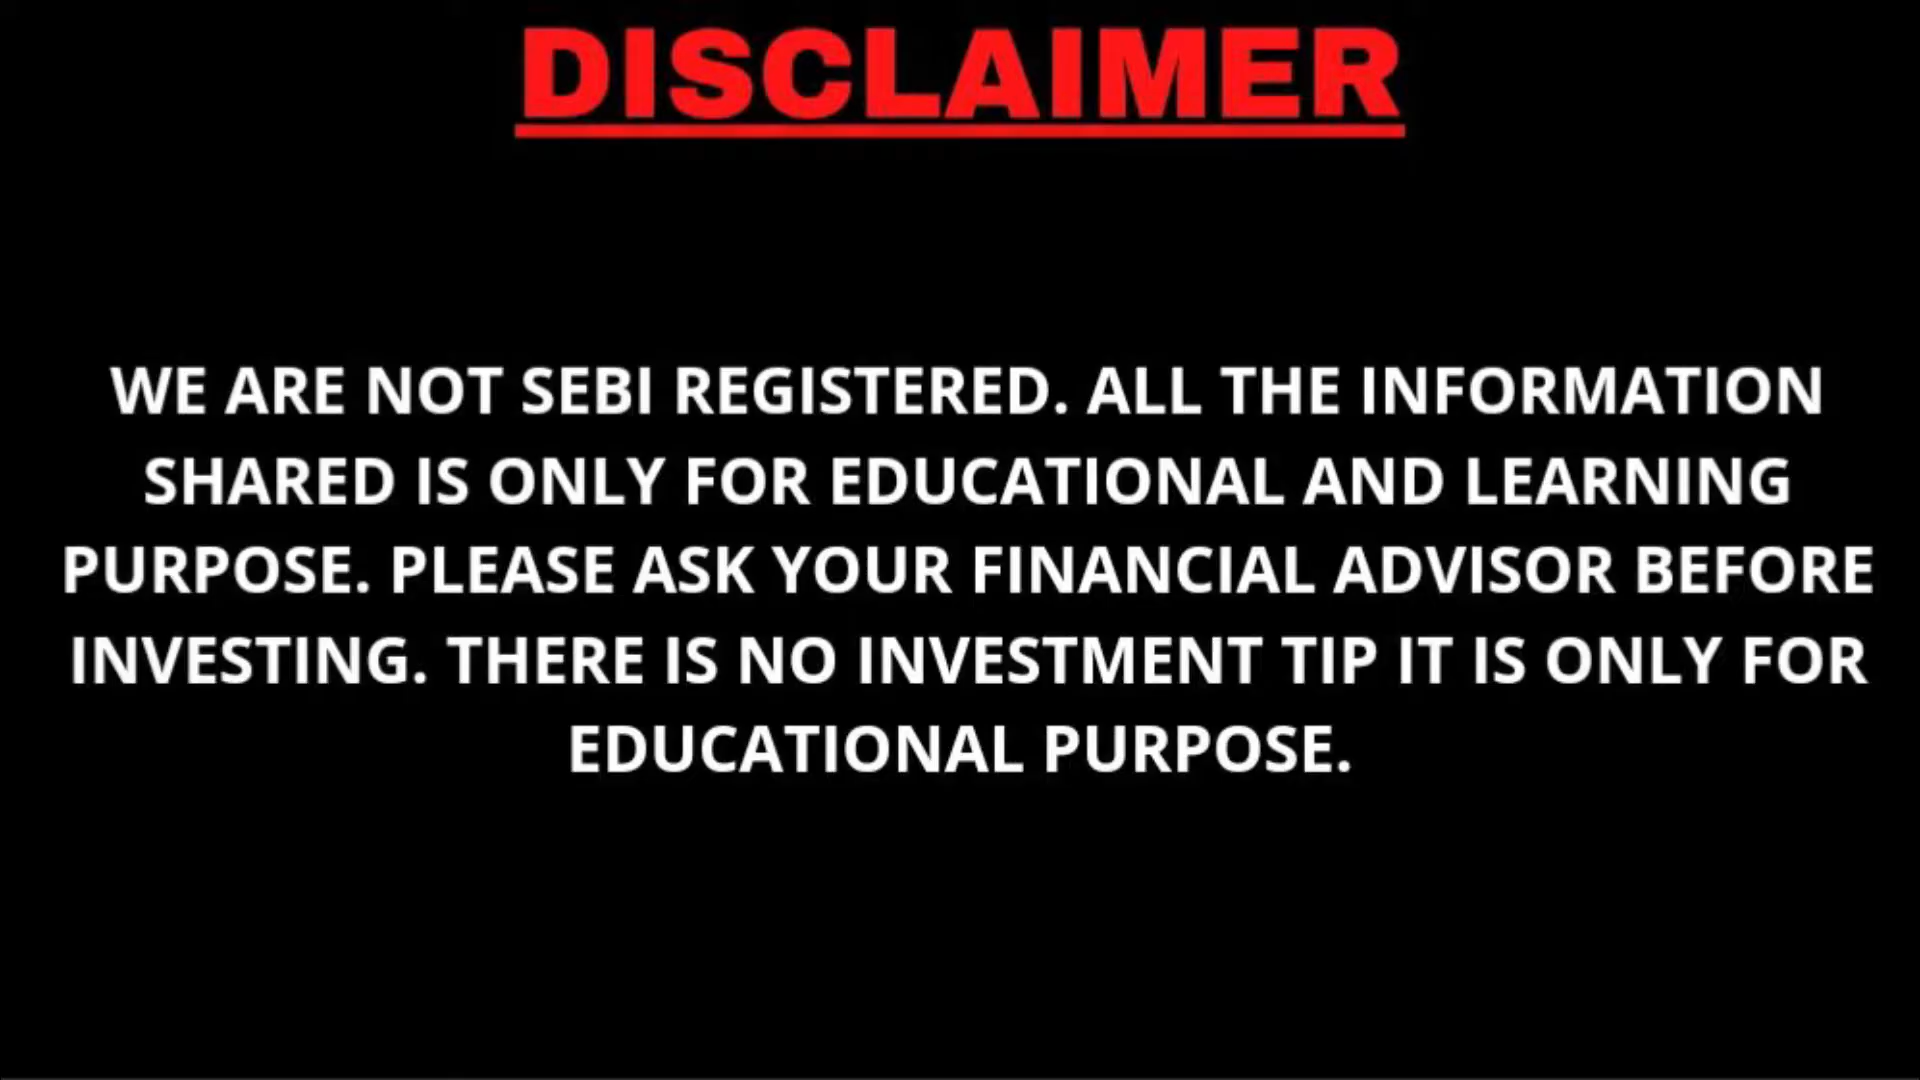 DISCLAIMER
WE ARE NOT SEBI REGISTERED. ALL THE INFORMATION
SHARED IS ONLY FOR EDUCATIONAL AND LEARNING
PURPOSE. PLEASE ASK YOUR FINANCIAL ADVISOR BEFORE
INVESTING. THERE IS NO INVESTMENT TIP IT IS ONLY FOR
EDUCATIONAL PURPOSE.